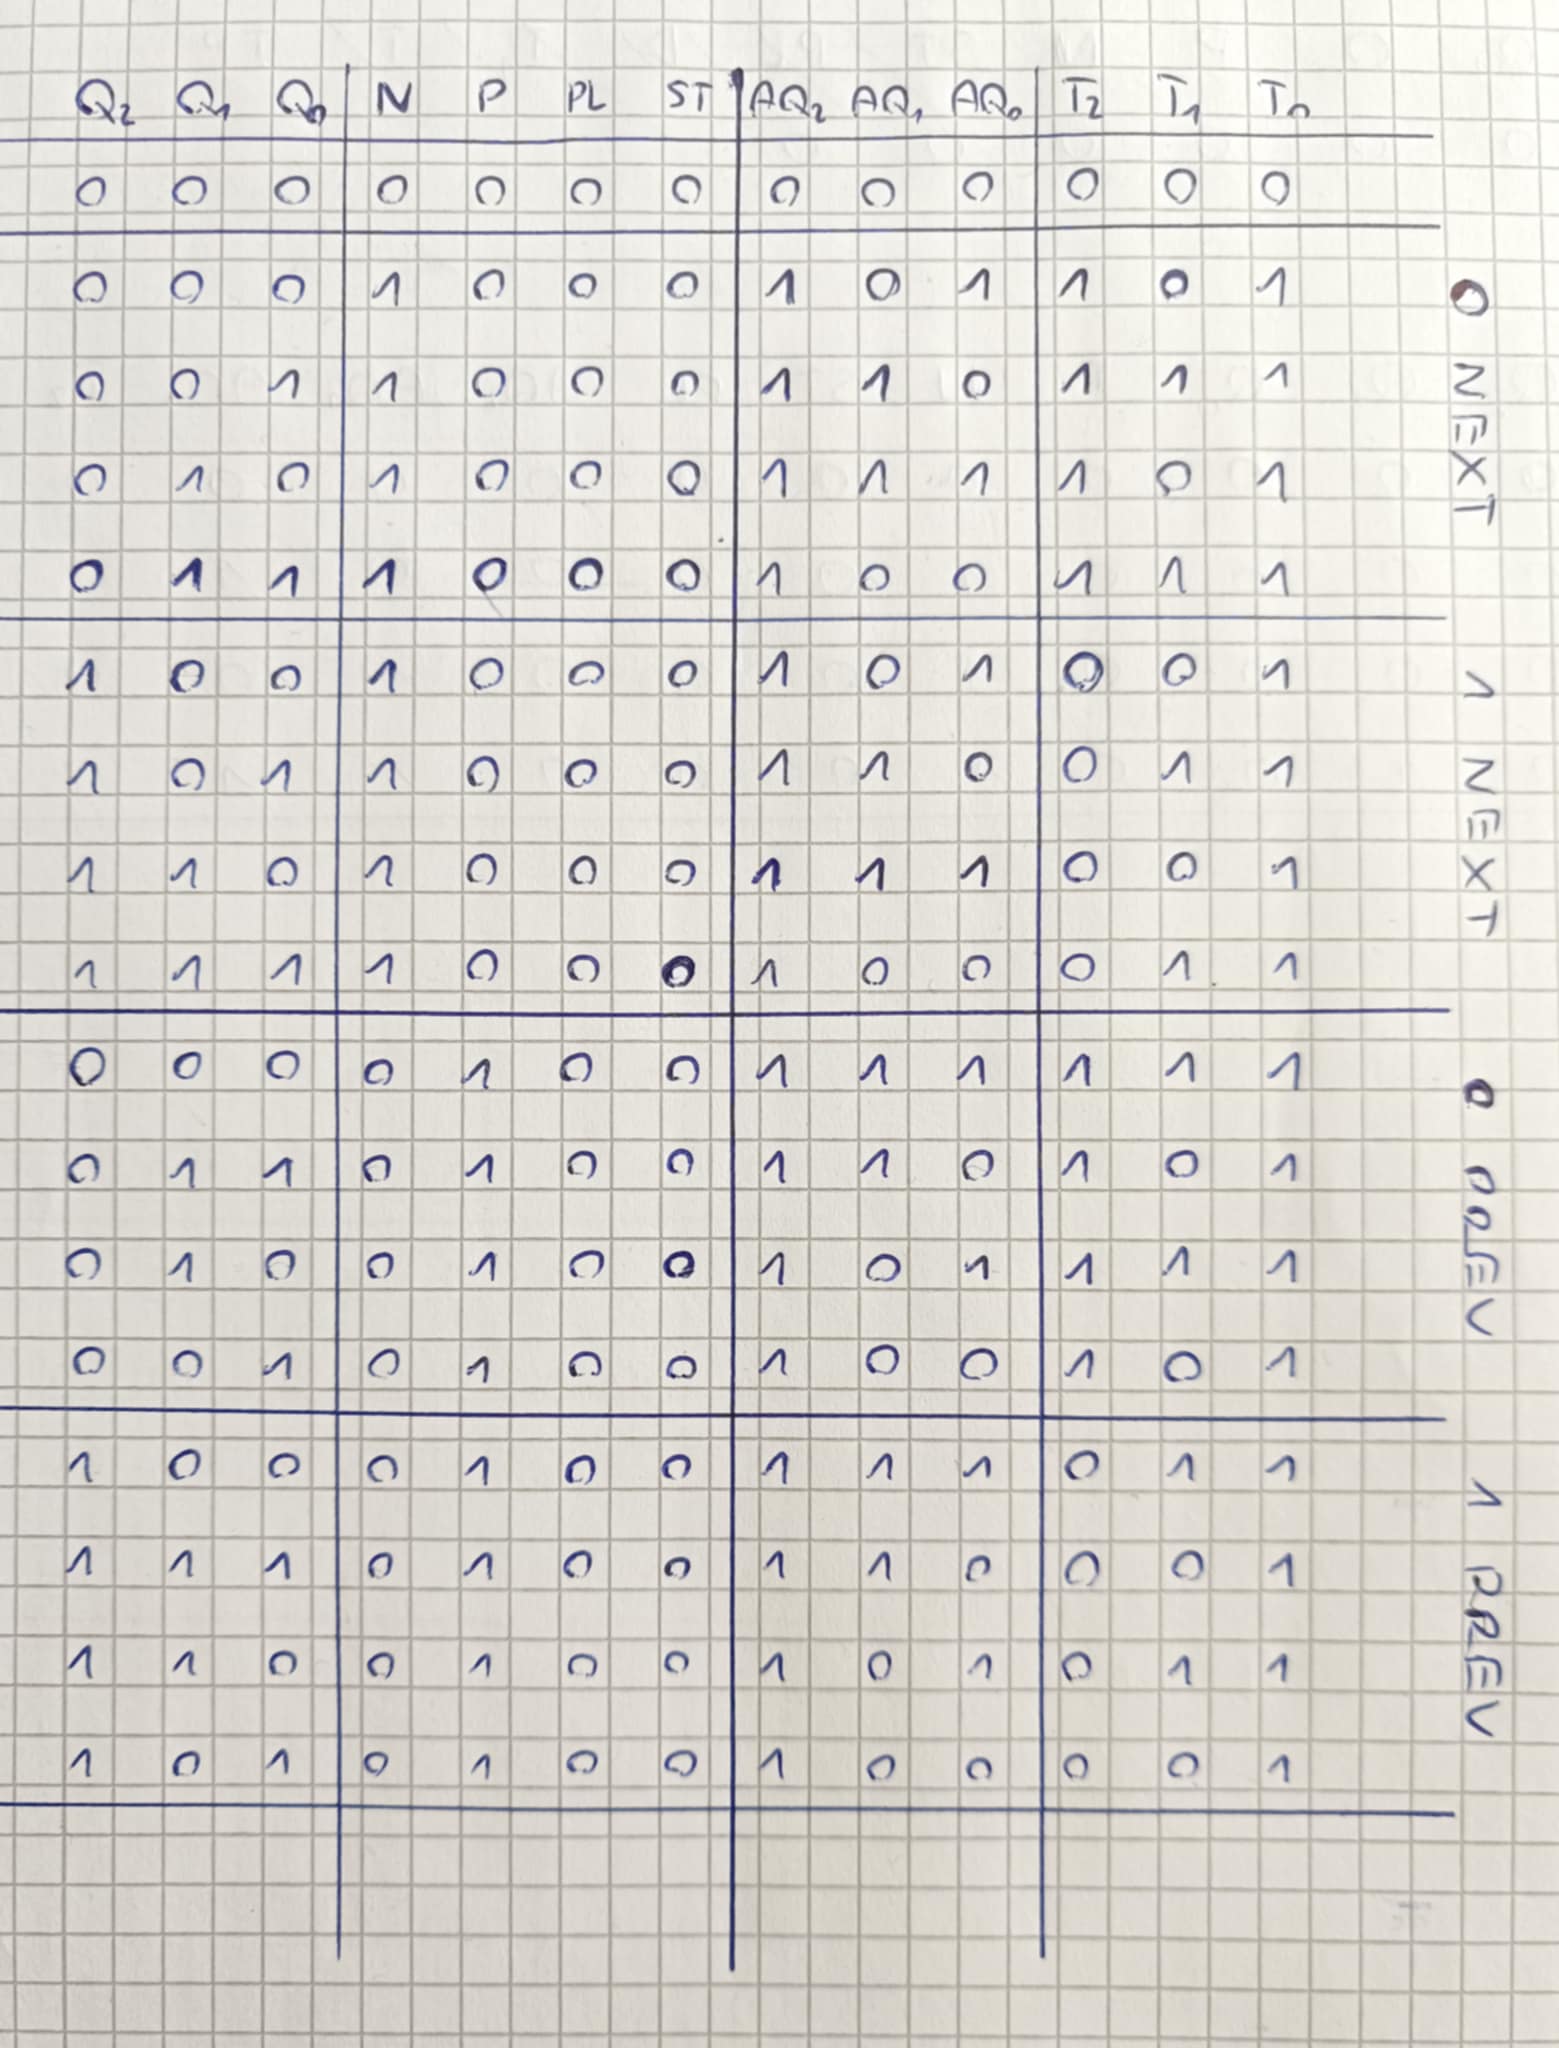 Q₂ Q₁ Q₀ N P PL ST AQ₂ AQ₁ AQ₀ T₂ T₁ T₀
0 0 0 0 0 0 0 0 0 0 0 0 0
0 0 0 1 0 0 0 1 0 1 1 0 1
0 0 1 1 0 0 0 1 1 0 1 1 1
0 1 0 1 0 0 0 1 1 1 1 0 1
0 1 1 1 0 0 0 1 0 0 1 1 1
0 NEXT
1 0 0 1 0 0 0 1 0 1 0 0 1
1 0 1 1 0 0 0 1 1 0 0 1 1
1 1 0 1 0 0 0 1 1 1 0 0 1
1 1 1 1 0 0 0 1 0 0 0 1 1
1 NEXT
0 0 0 0 1 0 0 1 1 1 1 1 1
0 1 1 0 1 0 0 1 1 0 1 0 1
0 1 0 0 1 0 0 1 0 1 1 1 1
0 0 1 0 1 0 0 1 0 0 1 0 1
0 PREV
1 0 0 0 1 0 0 1 1 1 0 1 1
1 1 1 0 1 0 0 1 1 0 0 0 1
1 1 0 0 1 0 0 1 0 1 0 1 1
1 0 1 0 1 0 0 1 0 0 0 0 1
1 PREV